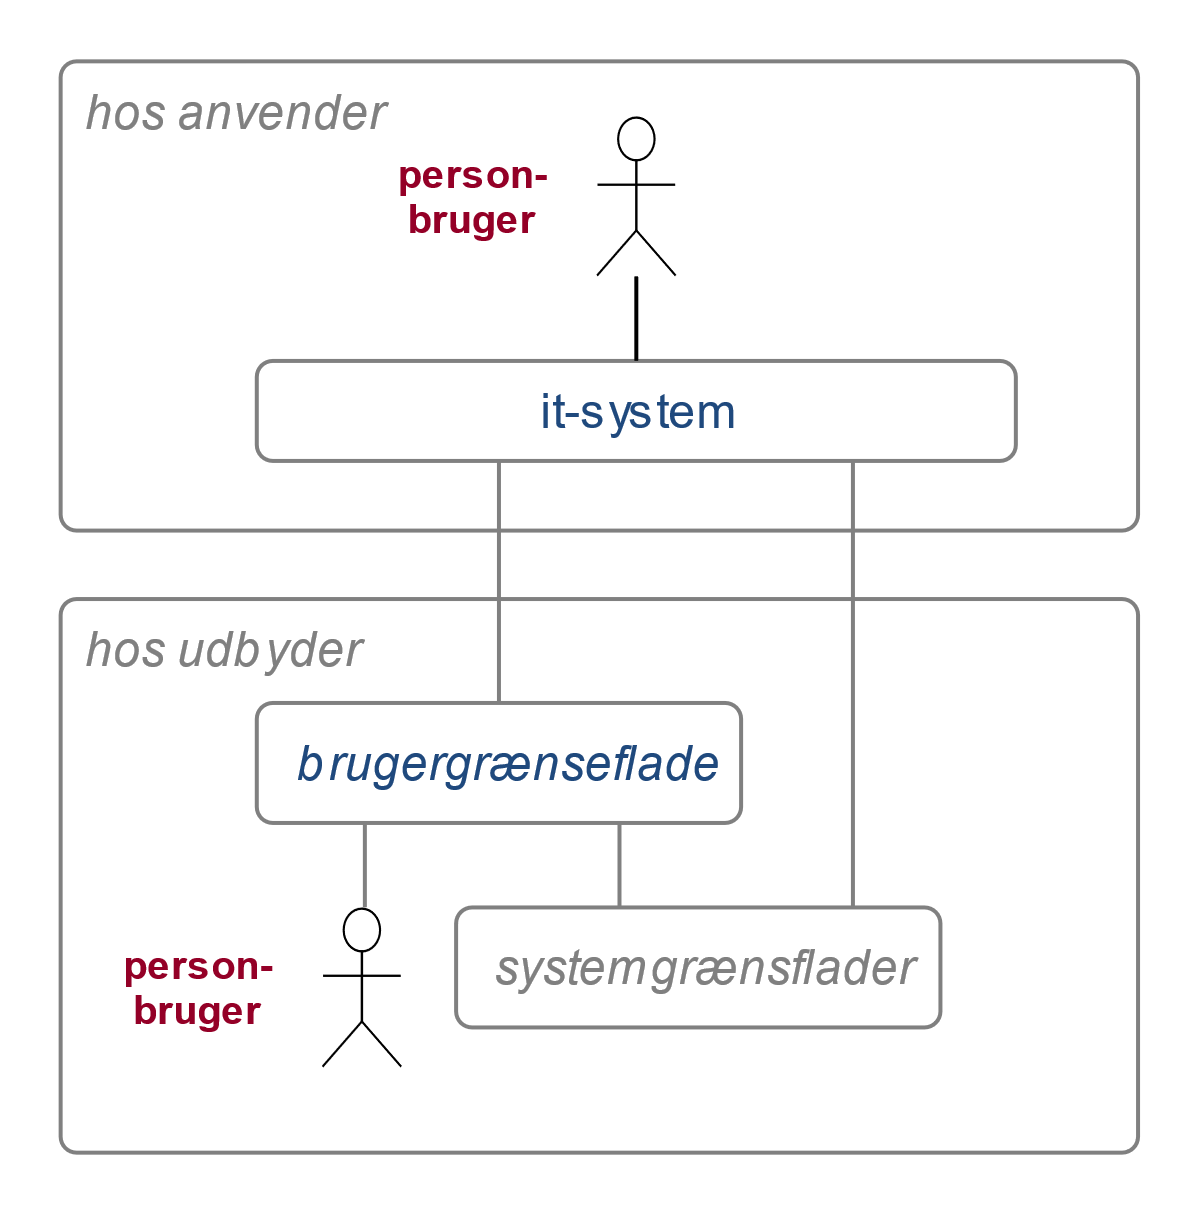 hos anvender
person-
bruger
it-system
hos udbyder
brugergrænseflade
person-
bruger
systemgrænsflader